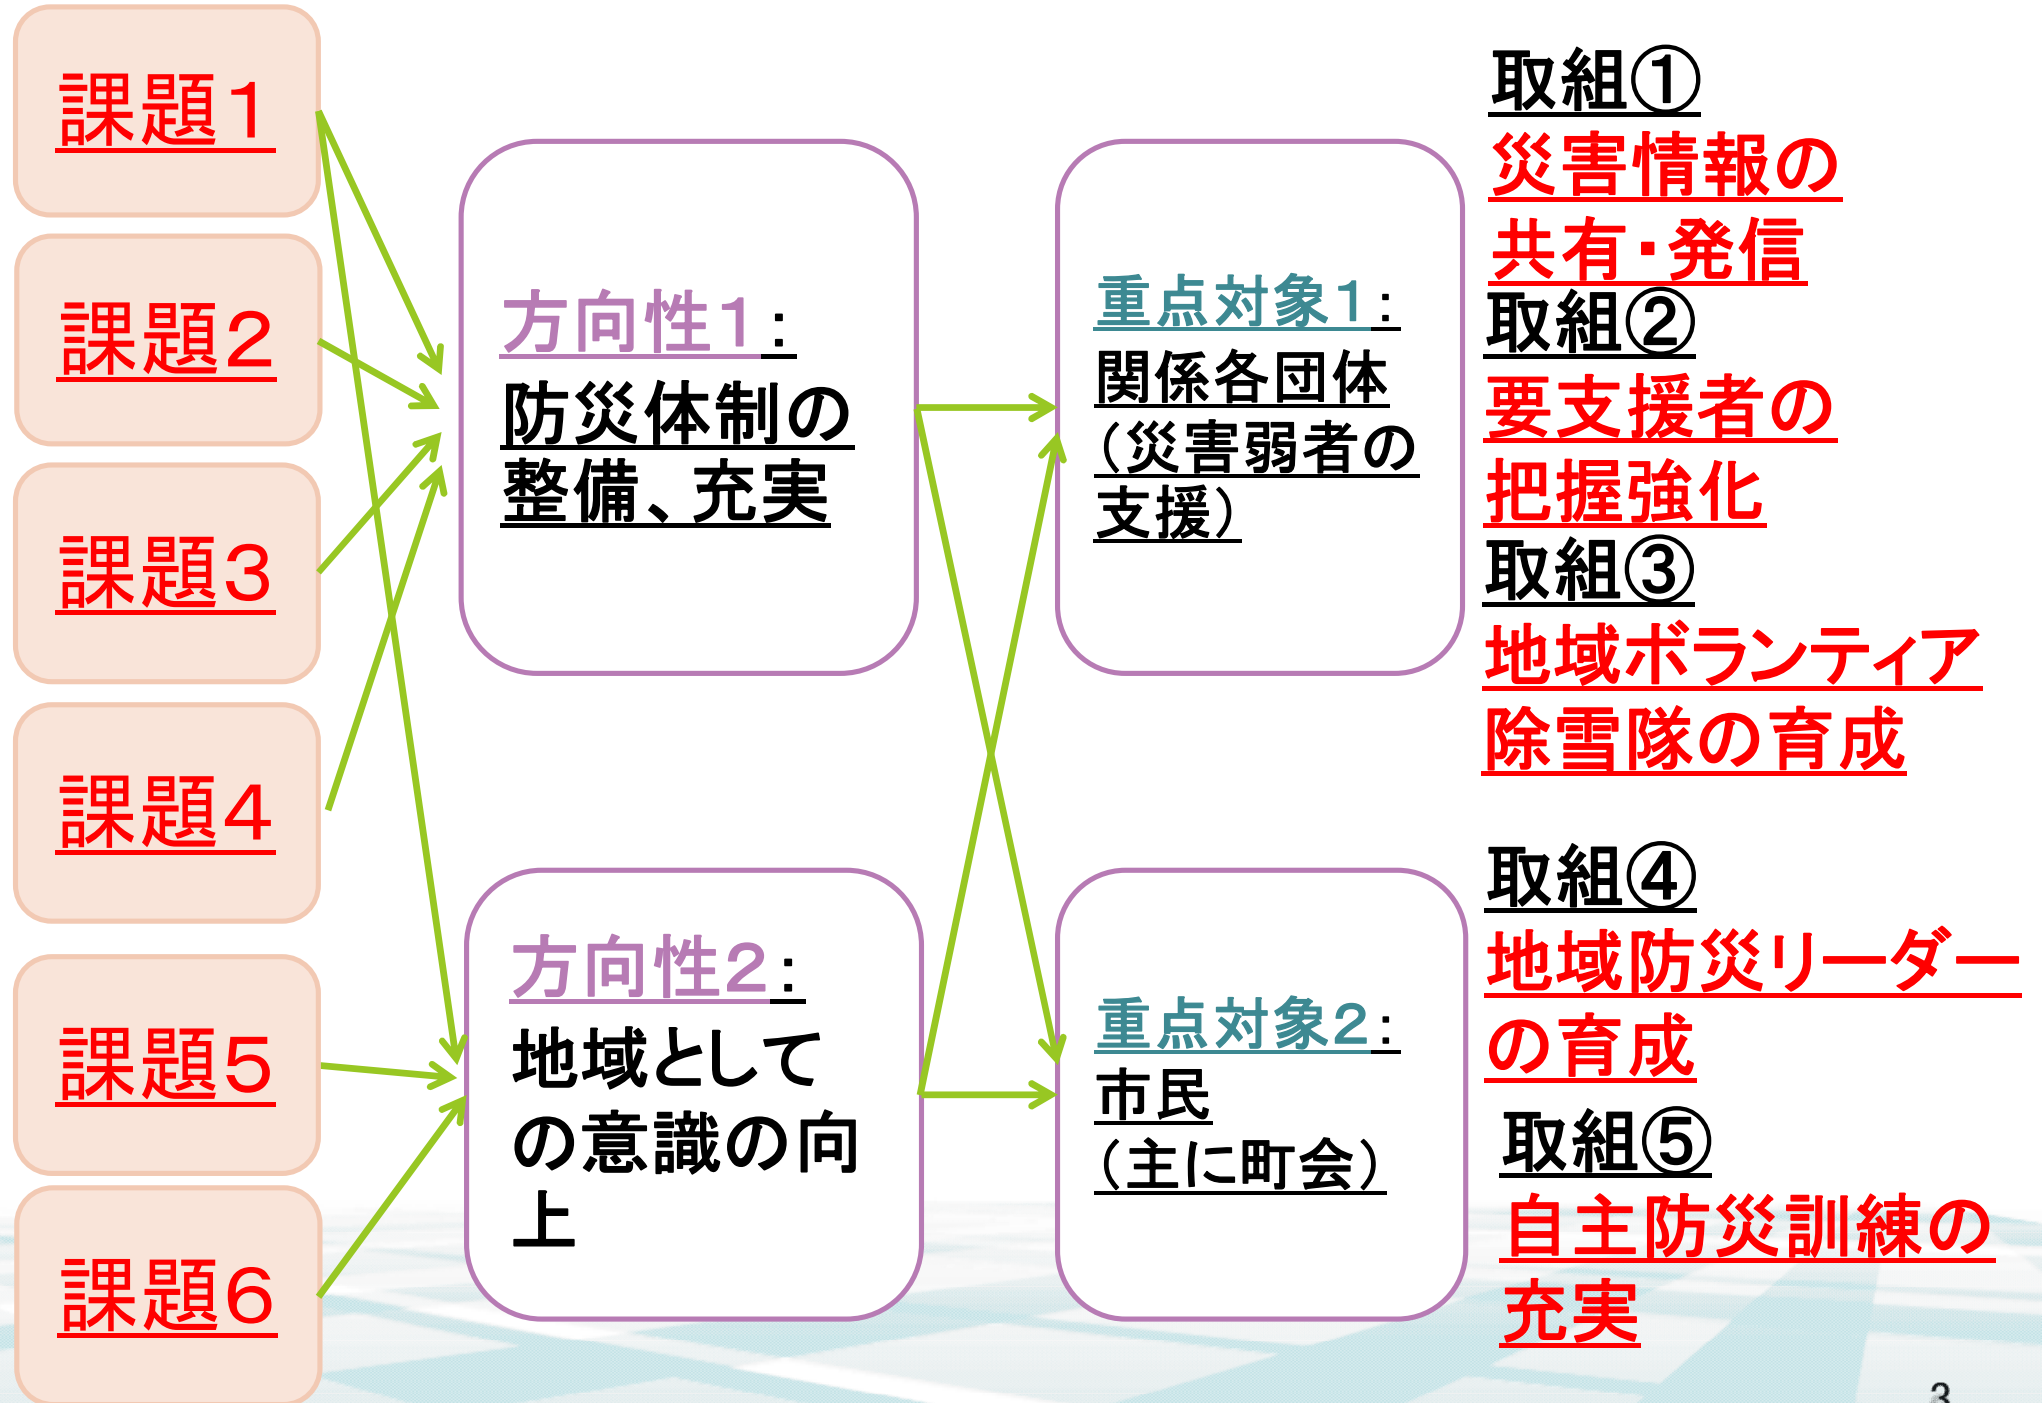 課題1
課題2
課題3
課題4
課題5
課題6
方向性1:
防災体制の
整備、充実
方向性2:
地域として
の意識の向
上
重点対象1:
関係各団体
(災害弱者の
支援)
重点対象2:
市民
(主に町会)
取組①
災害情報の
共有・発信
取組②
要支援者の
把握強化
取組③
地域ボランティア
除雪隊の育成
取組④
地域防災リーダー
の育成
取組⑤
自主防災訓練の
充実
3